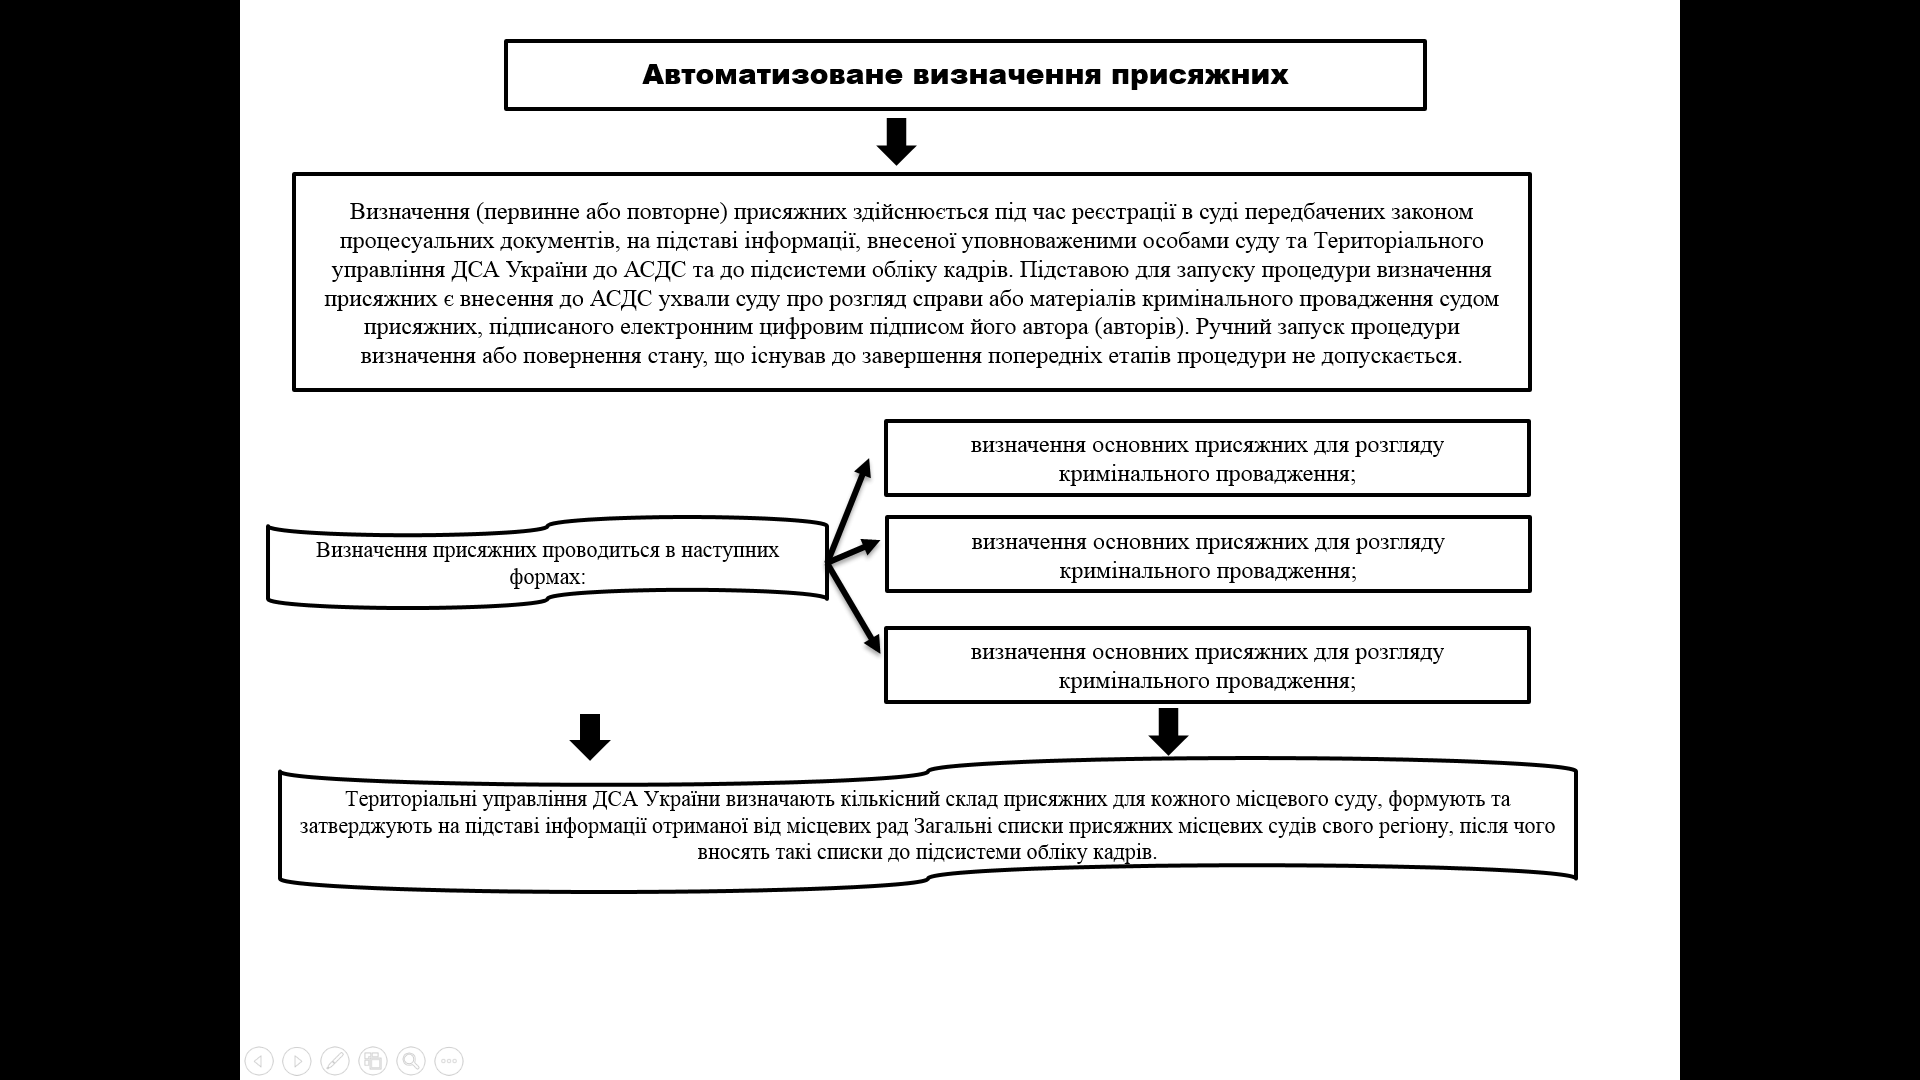 Автоматизоване визначення присяжних
Визначення (первинне або повторне) присяжних здійснюється під час реєстрації в суді передбачених законом
процесуальних документів, на підставі інформації, внесеної уповноваженими особами суду та Територіального
управління ДСА України до АСДС та до підсистеми обліку кадрів. Підставою для запуску процедури визначення
присяжних є внесення до АСДС ухвали суду про розгляд справи або матеріалів кримінального провадження судом
присяжних, підписаного електронним цифровим підписом його автора (авторів). Ручний запуск процедури
визначення або повернення стану, що існував до завершення попередніх етапів процедури не допускається.
Визначення присяжних проводиться в наступних
формах:
визначення основних присяжних для розгляду
кримінального провадження;
визначення основних присяжних для розгляду
кримінального провадження;
визначення основних присяжних для розгляду
кримінального провадження;
Територіальні управління ДСА України визначають кількісний склад присяжних для кожного місцевого суду, формують та
затверджують на підставі інформації отриманої від місцевих рад Загальні списки присяжних місцевих судів свого регіону, після чого
вносять такі списки до підсистеми обліку кадрів.